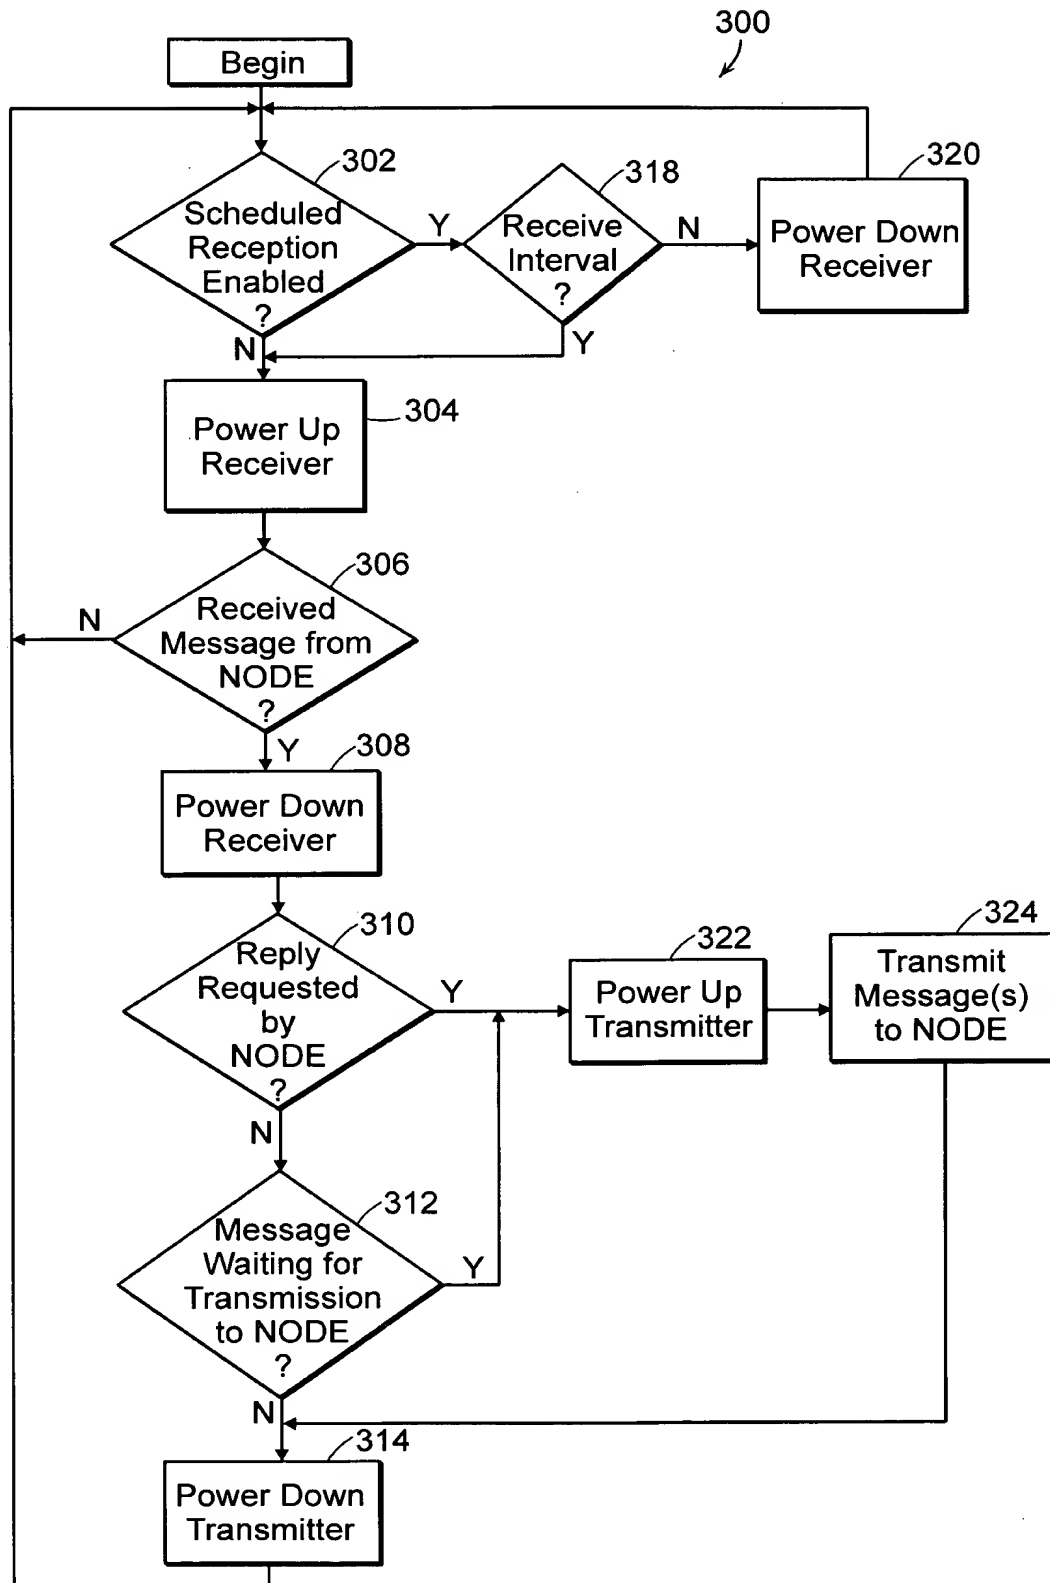 300
Begin
302
Scheduled
Reception
Enabled
?
Y
N
318
Receive
Interval
?
N
Y
320
Power Down
Receiver
304
Power Up
Receiver
306
Received
Message from
NODE
?
N
Y
308
Power Down
Receiver
310
Reply
Requested
by
NODE
?
Y
N
322
Power Up
Transmitter
324
Transmit
Message(s)
to NODE
312
Message
Waiting for
Transmission
to NODE
?
Y
N
314
Power Down
Transmitter